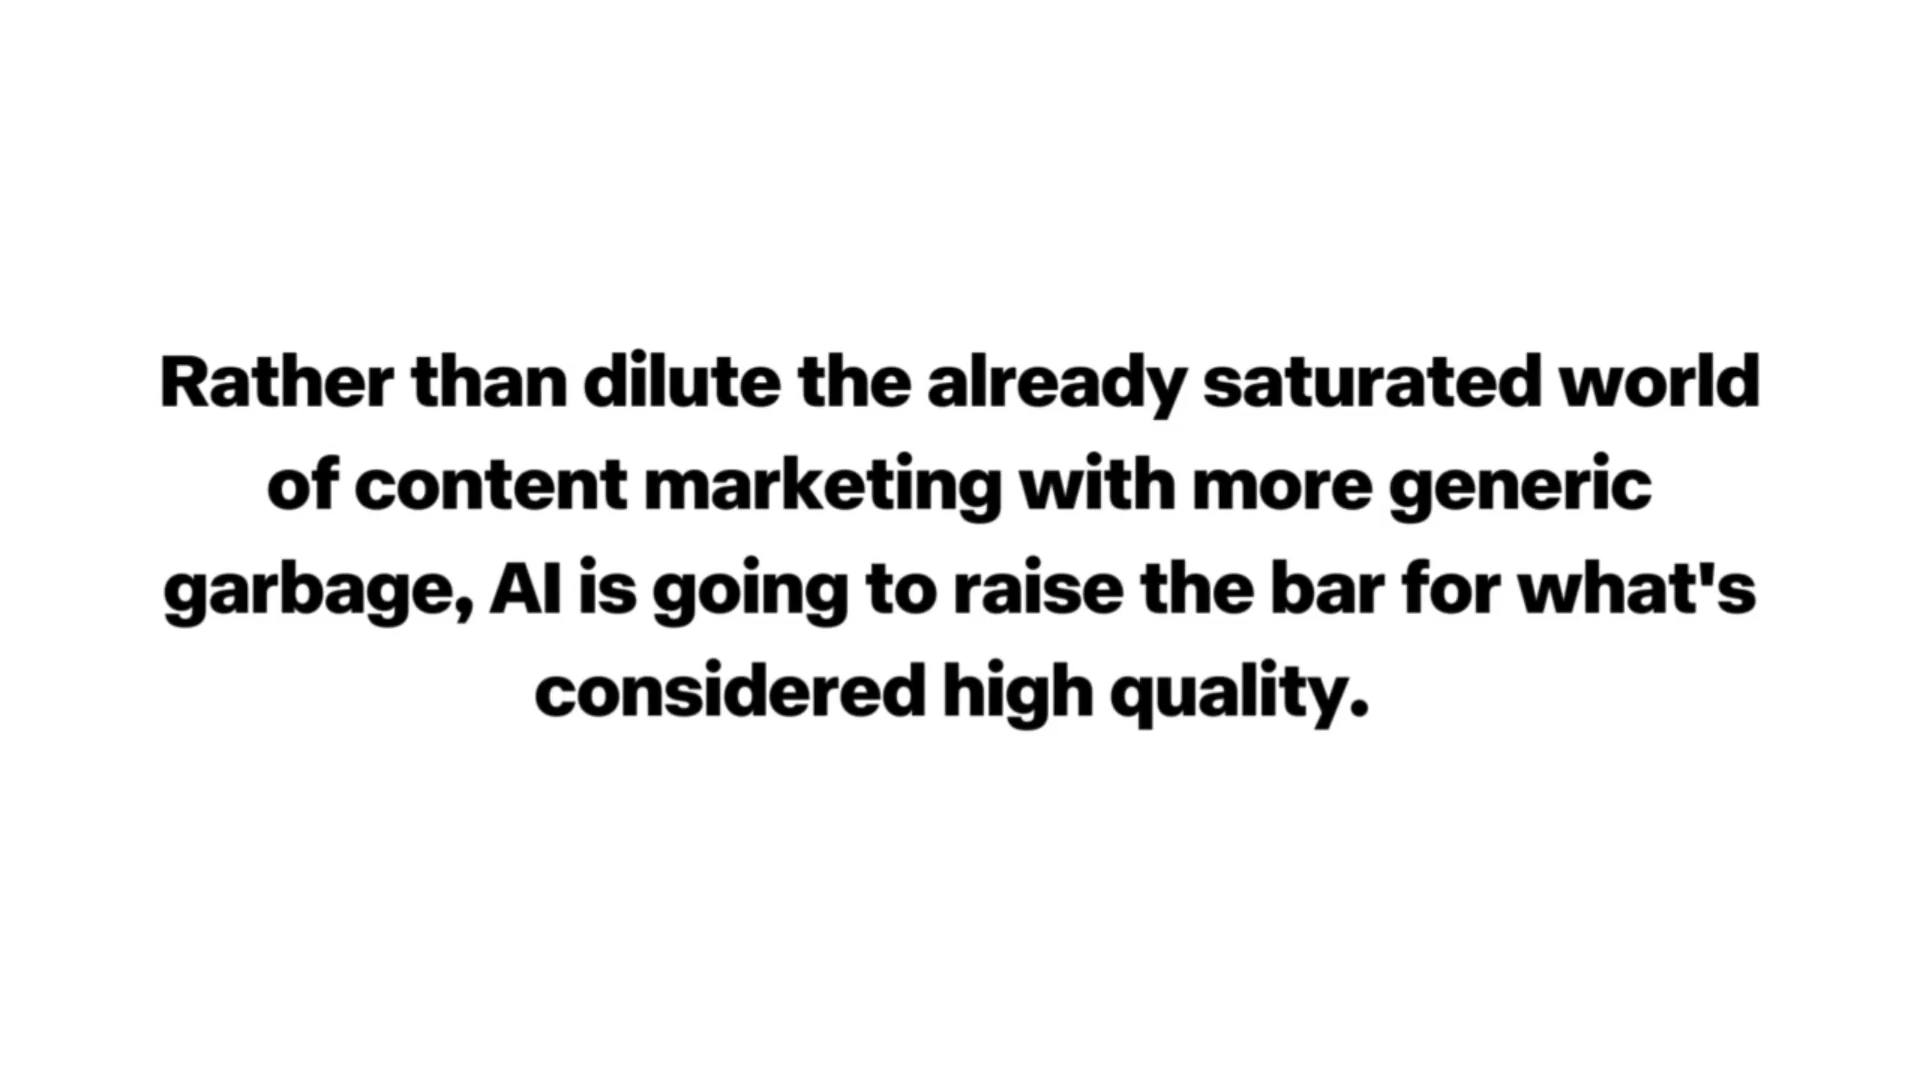 Rather than dilute the already saturated world
of content marketing with more generic
garbage, AI is going to raise the bar for what's
considered high quality.